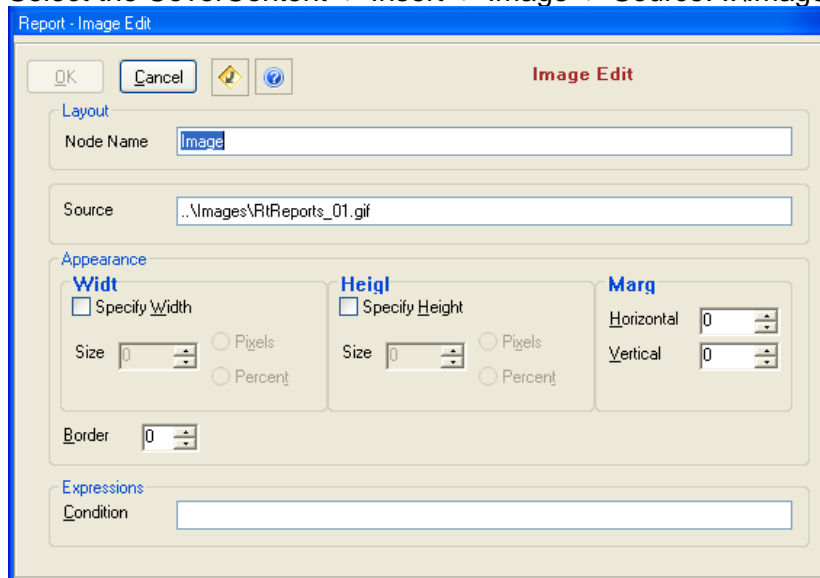 Report - Image Edit
OK Cancel Image Edit
Layout
Node Name Image
Source ..\Images\RtReports_01.gif
Appearance
Widt Heigl Marg
Specify Width Specify Height
Horizontal 0
Size 0 Pixels Size 0 Pixels
Vertical 0
Percent Percent
Border 0
Expressions
Condition